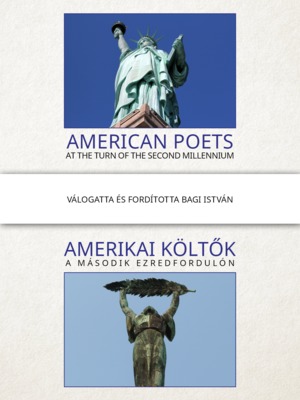 AMERICAN POETS
AT THE TURN OF THE SECOND MILLENNIUM
VÁLOGATTA ÉS FORDÍTOTTA BAGI ISTVÁN
AMERIKAI KÖLTŐK
A MÁSODIK EZREDFORDULÓN